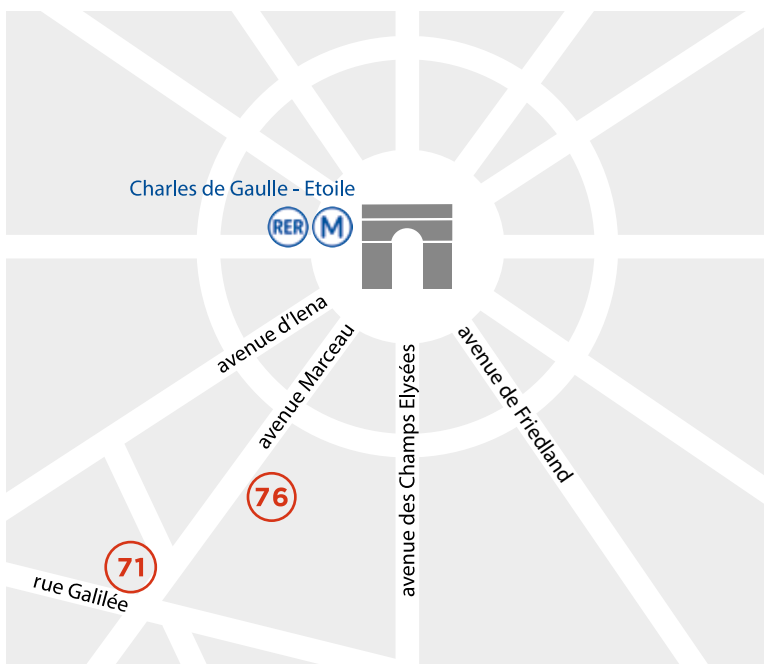 Charles de Gaulle - Etoile
RER M
avenue d'Iena
avenue Marceau
avenue des Champs Elysées
avenue de Friedland
76
71
rue Galilée